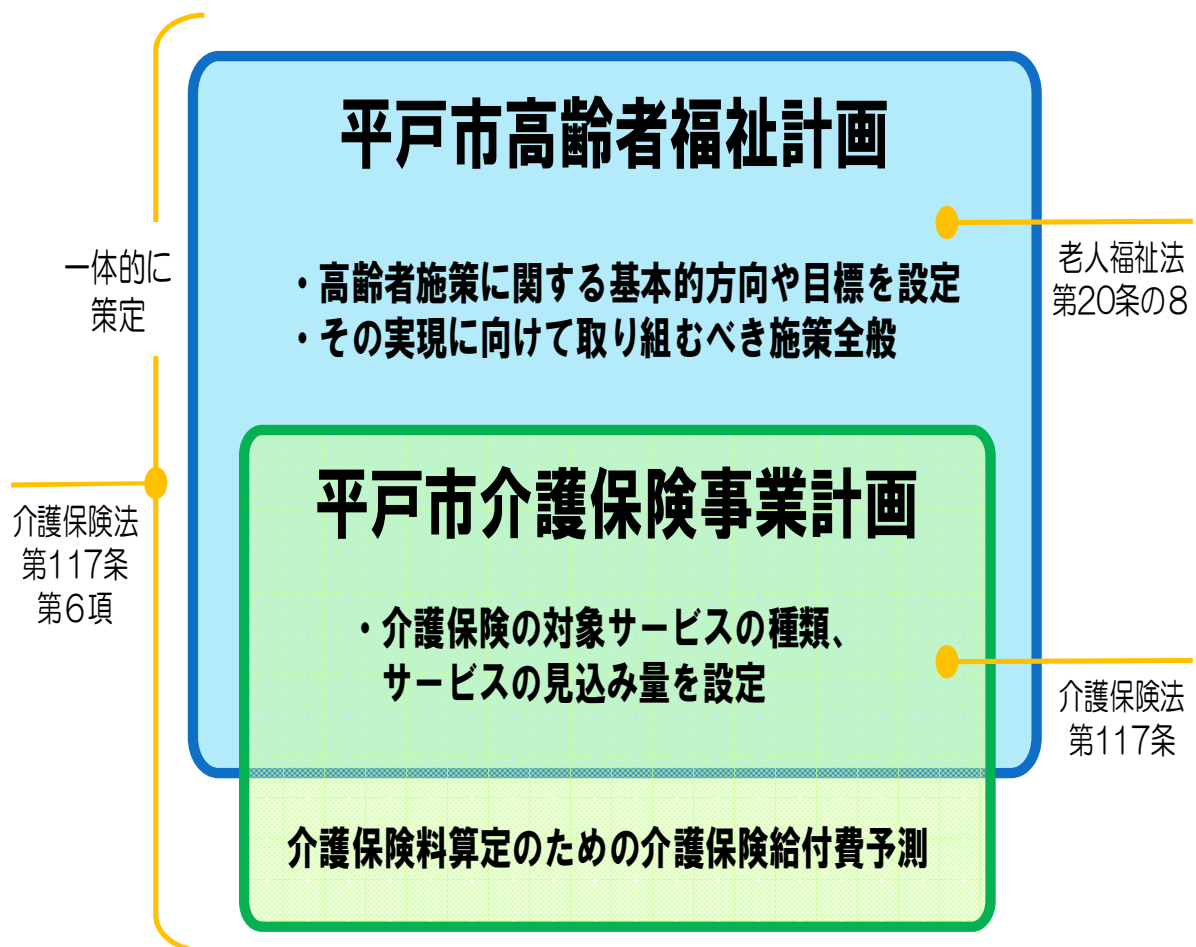 平戸市高齢者福祉計画
・高齢者施策に関する基本的方向や目標を設定
・その実現に向けて取り組むべき施策全般
一体的に
策定
老人福祉法
第20条の8
平戸市介護保険事業計画
・介護保険の対象サービスの種類、
サービスの見込み量を設定
介護保険法
第117条
第6項
介護保険法
第117条
介護保険料算定のための介護保険給付費予測